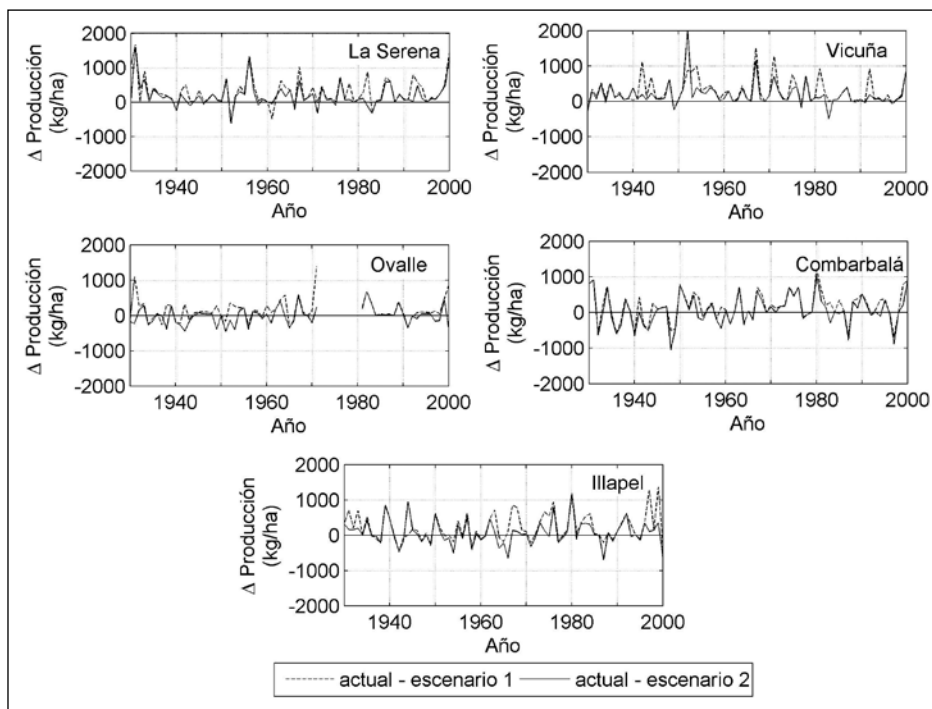 2000
1000
0
-1000
-2000
Δ Producción
(kg/ha)
La Serena
1940
1960
1980
2000
Año
2000
1000
0
-1000
-2000
Δ Producción
(kg/ha)
Vicuña
1940
1960
1980
2000
Año
2000
1000
0
-1000
-2000
Δ Producción
(kg/ha)
Ovalle
1940
1960
1980
2000
Año
2000
1000
0
-1000
-2000
Δ Producción
(kg/ha)
Combarbalá
1940
1960
1980
2000
Año
2000
1000
0
-1000
-2000
Δ Producción
(kg/ha)
Illapel
1940
1960
1980
2000
Año
actual - escenario 1
actual - escenario 2